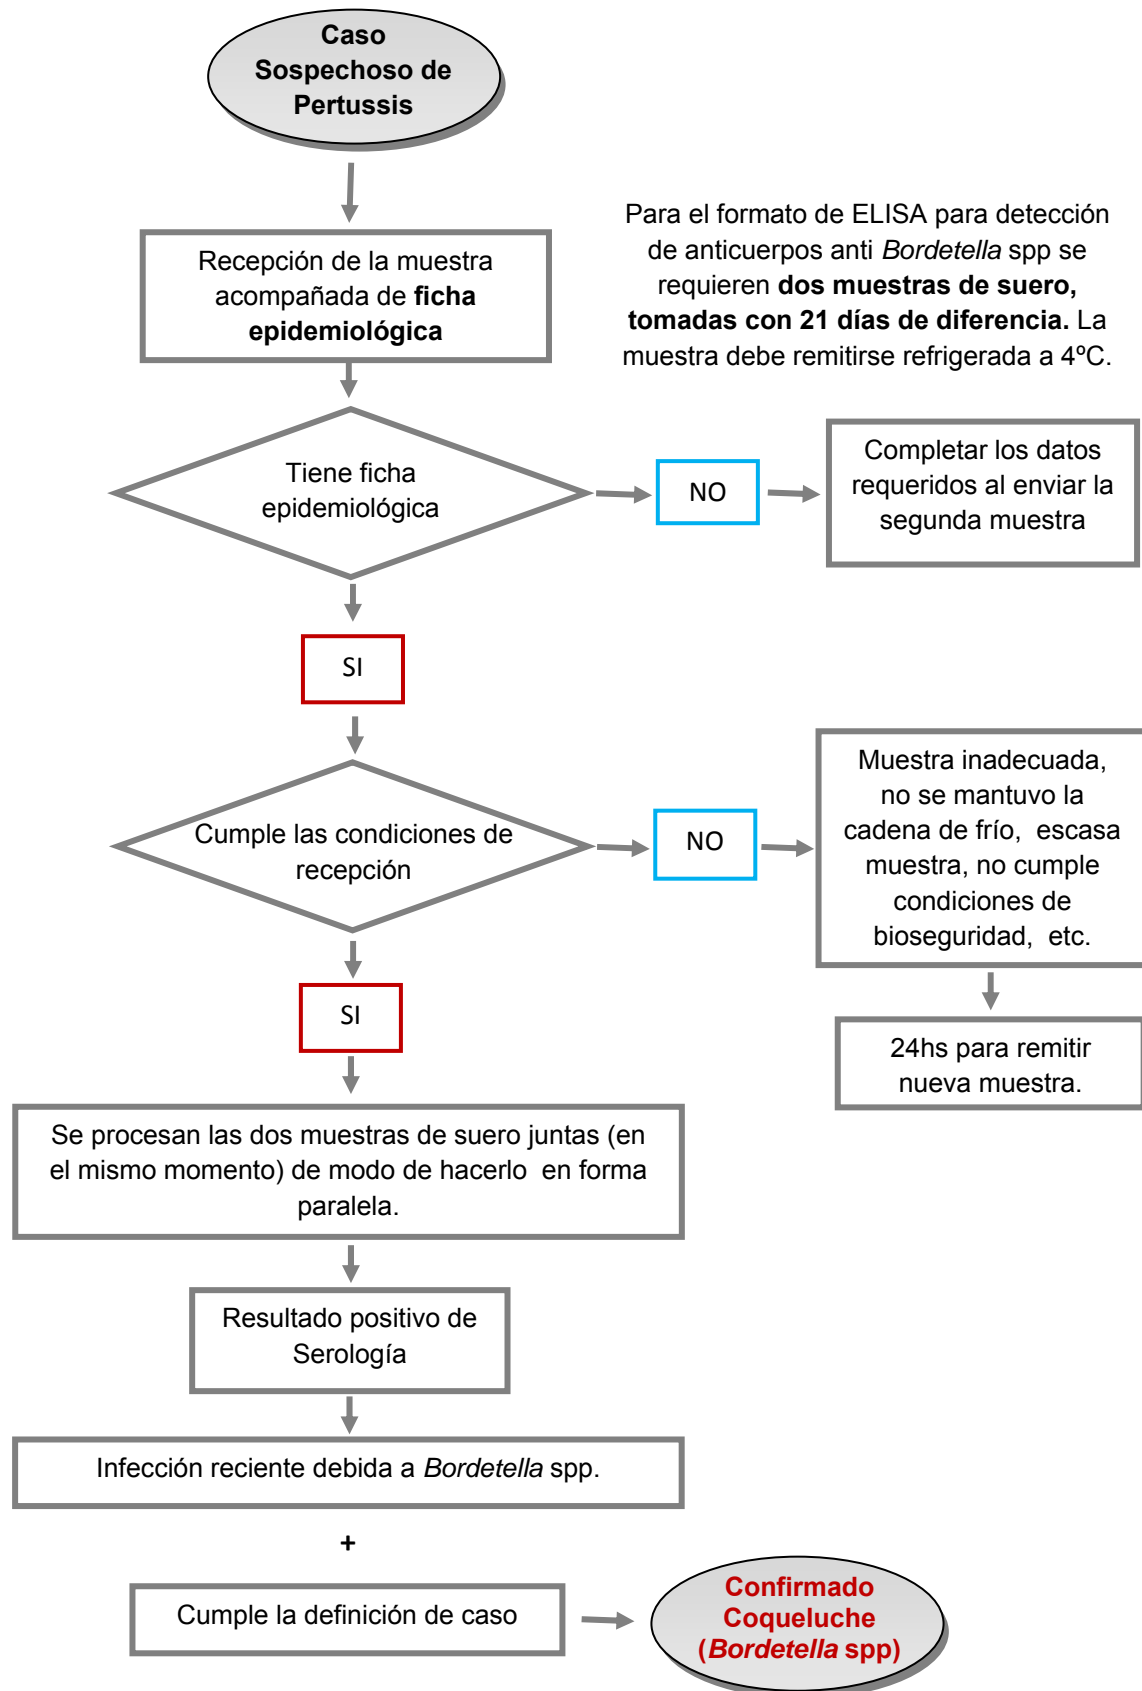 Caso
Sospechoso de
Pertussis
Para el formato de ELISA para detección
de anticuerpos anti Bordetella spp se
requieren dos muestras de suero,
tomadas con 21 días de diferencia. La
muestra debe remitirse refrigerada a 4ºC.
Recepción de la muestra
acompañada de ficha
epidemiológica
Tiene ficha
epidemiológica
NO
Completar los datos
requeridos al enviar la
segunda muestra
SI
Cumple las condiciones de
recepción
NO
Muestra inadecuada,
no se mantuvo la
cadena de frío, escasa
muestra, no cumple
condiciones de
bioseguridad, etc.
SI
24hs para remitir
nueva muestra.
Se procesan las dos muestras de suero juntas (en
el mismo momento) de modo de hacerlo en forma
paralela.
Resultado positivo de
Serología
Infección reciente debida a Bordetella spp.
+
Cumple la definición de caso
Confirmado
Coqueluche
(Bordetella spp)